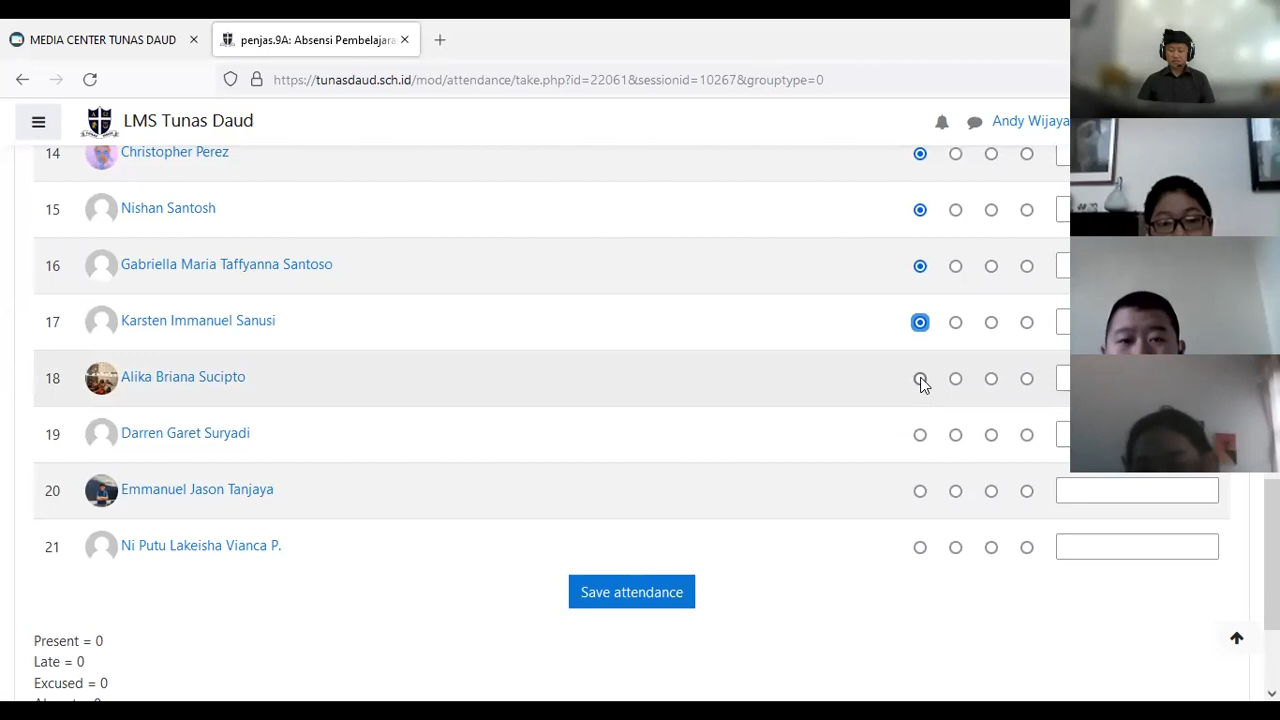 MEDIA CENTER TUNAS DAUD
penjas.9A: Absensi Pembelajara
https://tunasdaud.sch.id/mod/attendance/take.php?id=22061&sessionid=10267&grouptype=0
LMS Tunas Daud
Andy Wijaya
14 Christopher Perez
15 Nishan Santosh
16 Gabriella Maria Taffyanna Santoso
17 Karsten Immanuel Sanusi
18 Alika Briana Sucipto
19 Darren Garet Suryadi
20 Emmanuel Jason Tanjaya
21 Ni Putu Lakeisha Vianca P.
Save attendance
Present = 0
Late = 0
Excused = 0